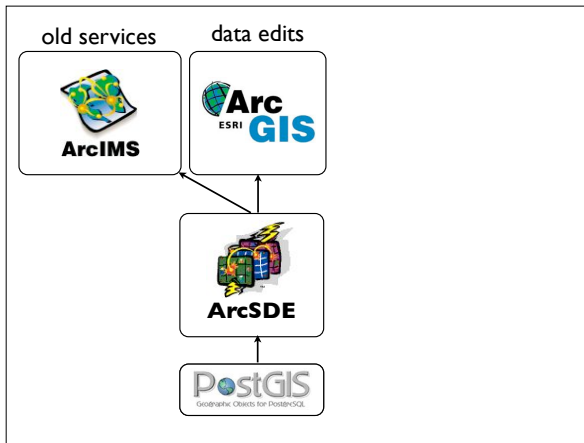 old services
data edits
ArcIMS
Arc
ESRI
GIS
ArcSDE
PostGIS
Geographic Objects for PostgreSQL